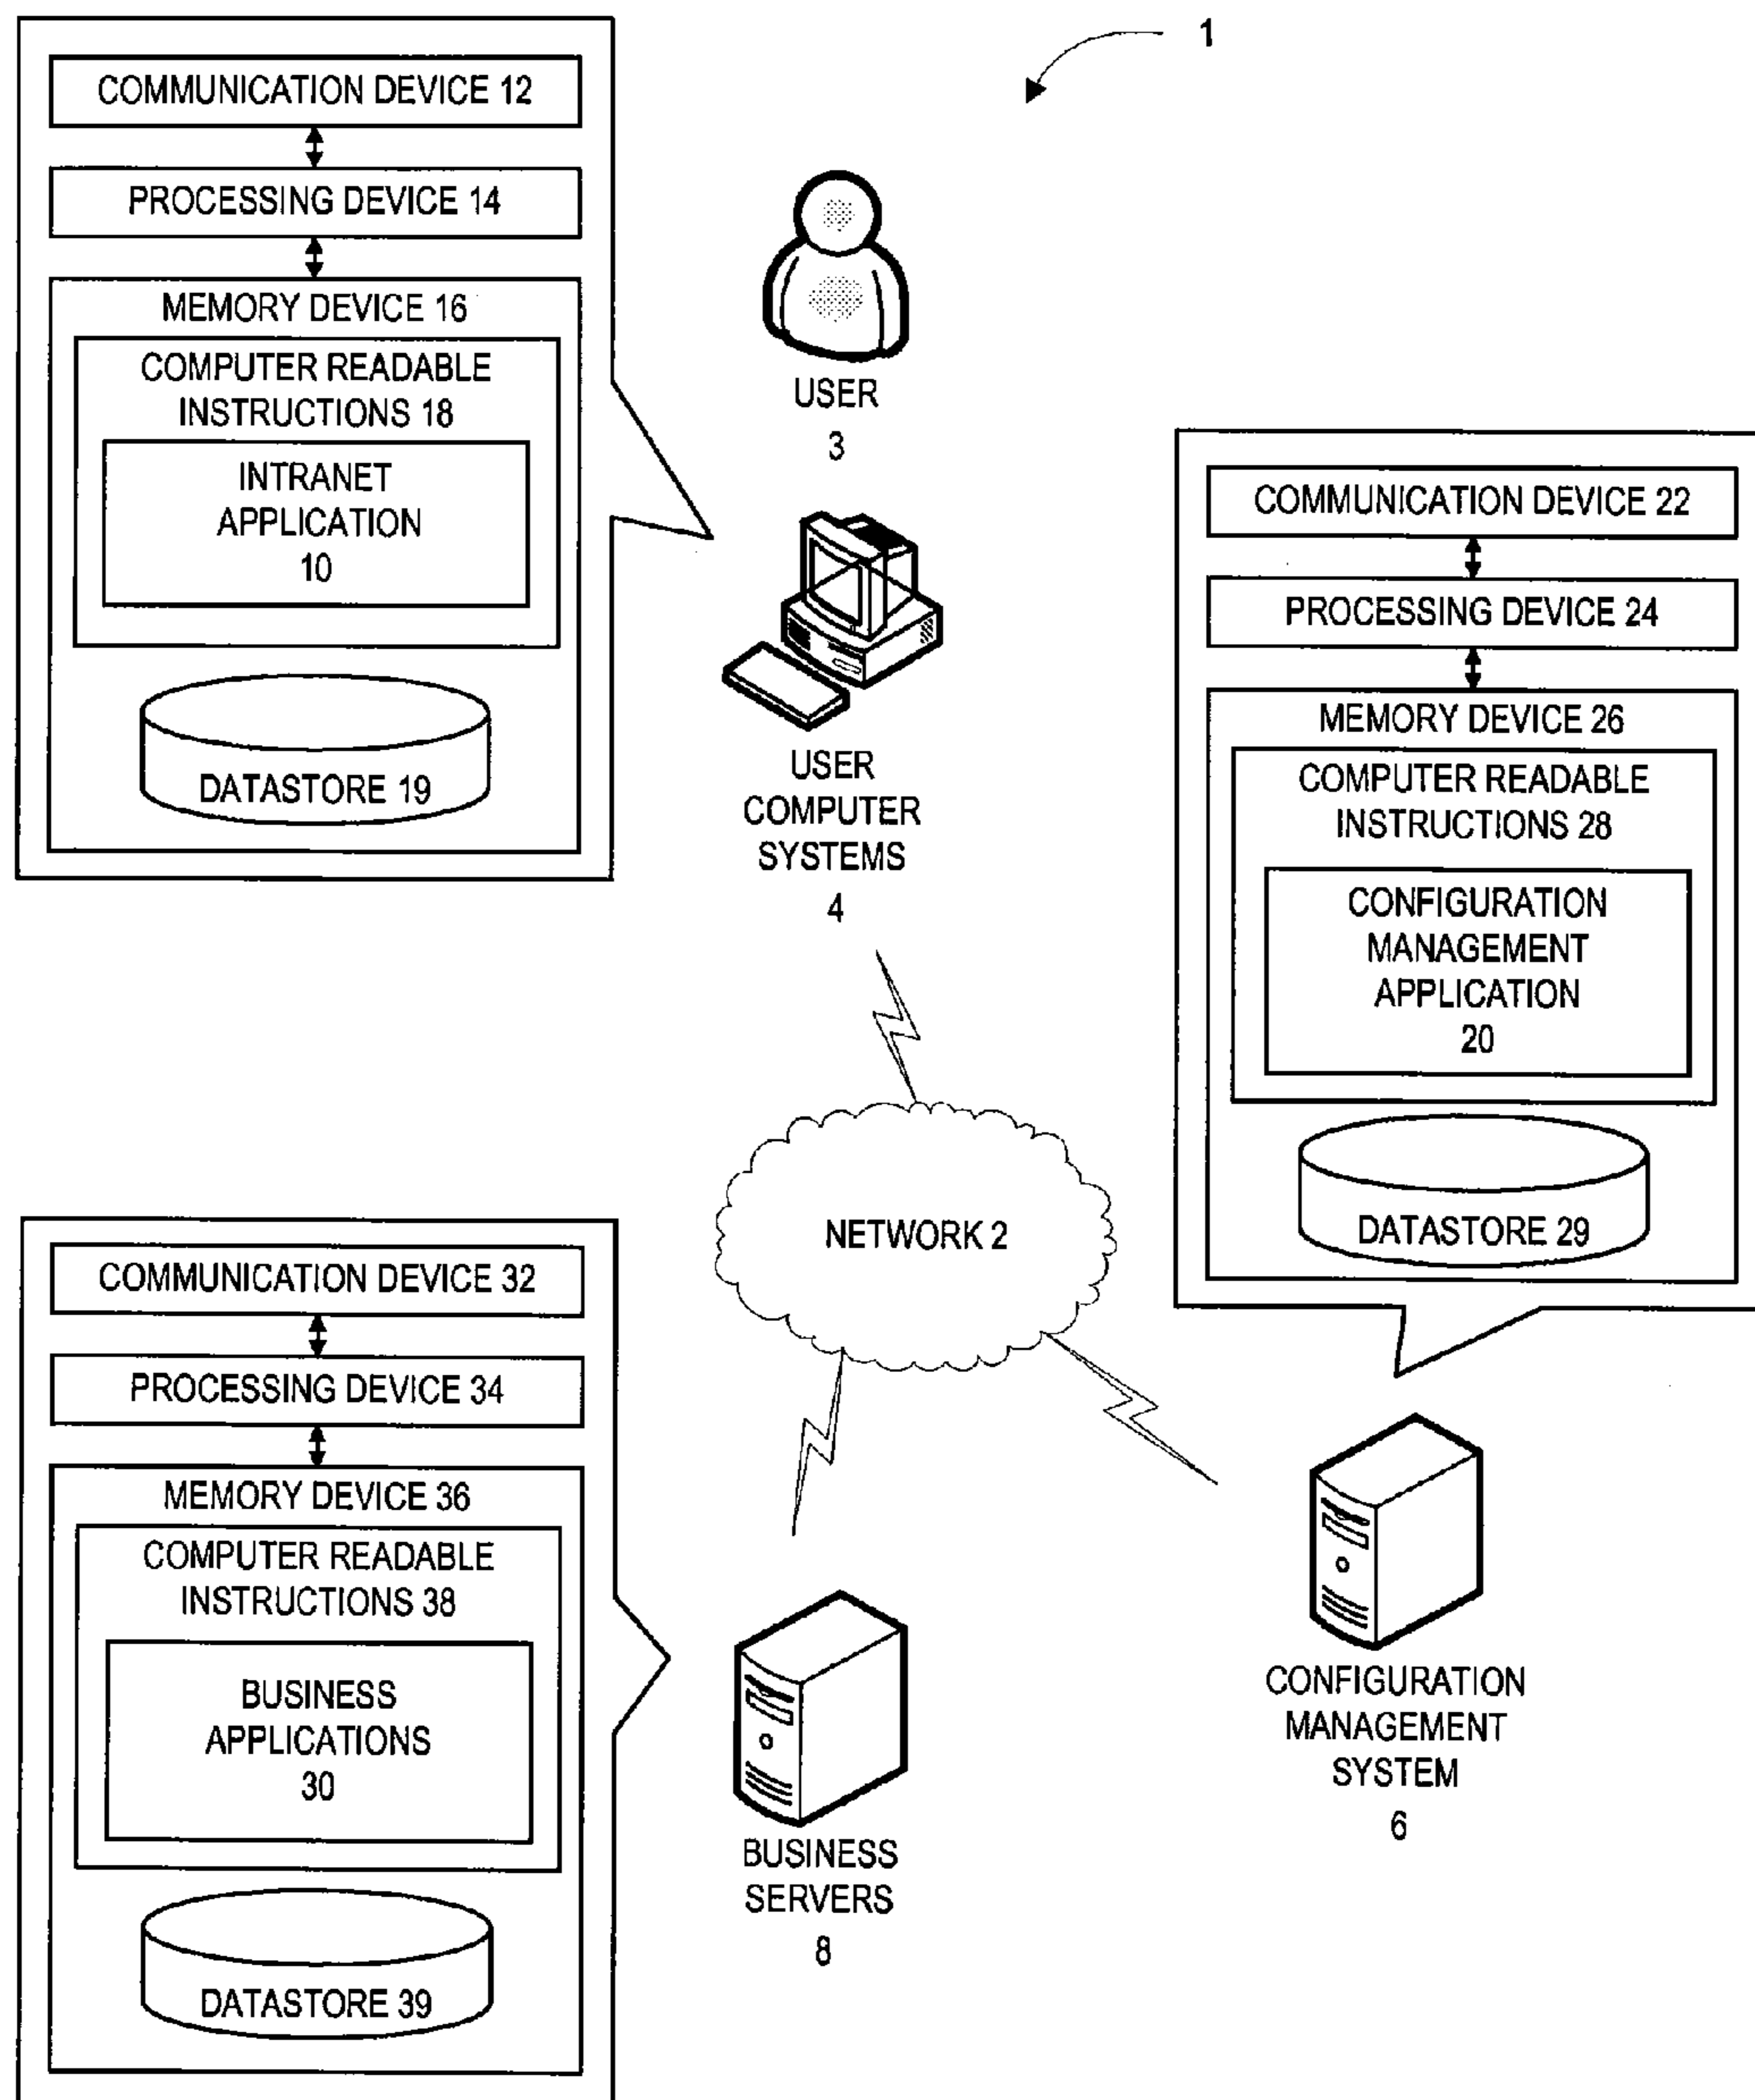 1
COMMUNICATION DEVICE 12
PROCESSING DEVICE 14
MEMORY DEVICE 16
COMPUTER READABLE
INSTRUCTIONS 18
INTRANET
APPLICATION
10
DATASTORE 19
USER
3
USER
COMPUTER
SYSTEMS
4
COMMUNICATION DEVICE 22
PROCESSING DEVICE 24
MEMORY DEVICE 26
COMPUTER READABLE
INSTRUCTIONS 28
CONFIGURATION
MANAGEMENT
APPLICATION
20
DATASTORE 29
NETWORK 2
COMMUNICATION DEVICE 32
PROCESSING DEVICE 34
MEMORY DEVICE 36
COMPUTER READABLE
INSTRUCTIONS 38
BUSINESS
APPLICATIONS
30
DATASTORE 39
BUSINESS
SERVERS
8
CONFIGURATION
MANAGEMENT
SYSTEM
6